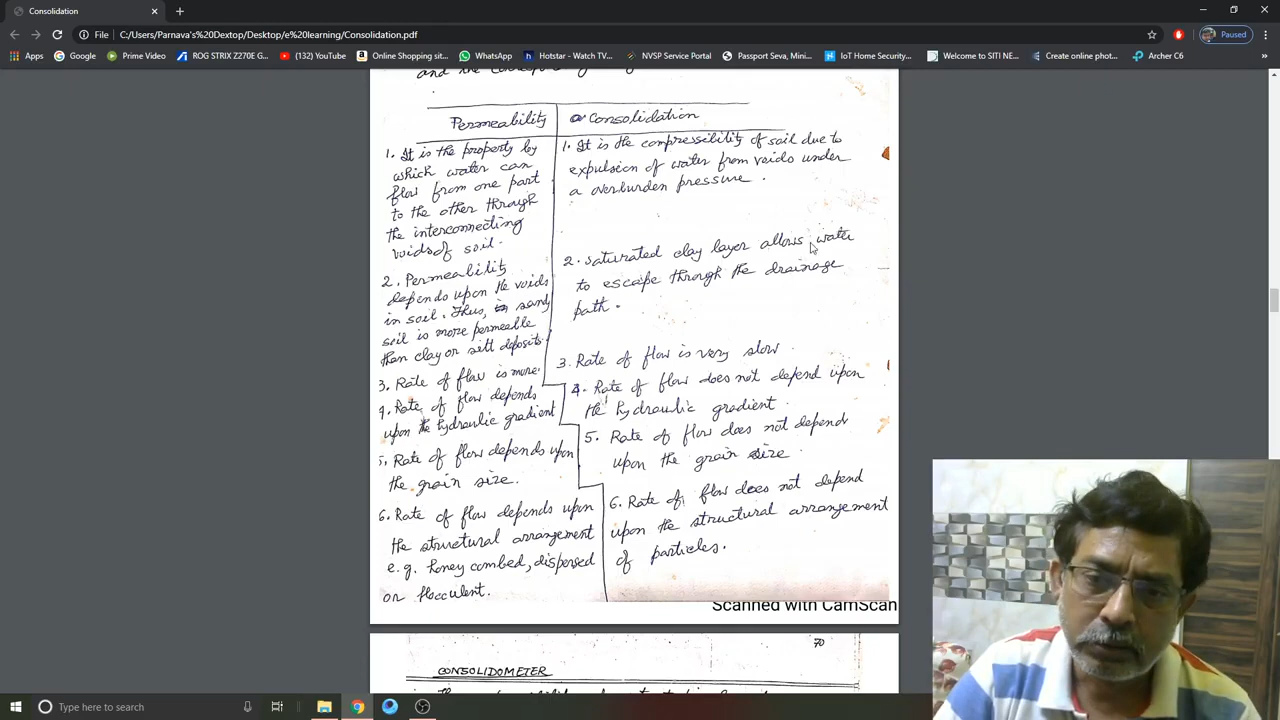 Consolidation
File
C:/Users/Parnava's%20Dextop/Desktop/e%20learning/Consolidation.pdf
Paused
Apps
Google
Prime Video
ROG STRIX Z270E G...
(132) YouTube
Online Shopping sit...
WhatsApp
Hotstar - Watch TV...
NVSP Service Portal
Passport Seva, Mini...
IoT Home Security...
Welcome to SITI NE...
Create online phot...
Archer C6
and the
Permeability
1. It is the property by
which water can
flow from one part
to the other through
the interconnecting
voids of soil.
2. Permeability
depends upon the voids
in soil. Thus, sandy
soil is more permeable
than clay or silt deposits.
3. Rate of flow is more.
4. Rate of flow depends
upon the hydraulic gradient
5. Rate of flow depends upon
the grain size.
6. Rate of flow depends upon
the structural arrangement
e.g. honey combed, dispersed
or flocculent.
Consolidation
1. It is the compressibility of soil due to
expulsion of water from voids under
a overburden pressure.
2. Saturated clay layer allows water
to escape through the drainage
path.
3. Rate of flow is very slow
4. Rate of flow does not depend upon
the hydraulic gradient.
5. Rate of flow does not depend
upon the grain size.
6. Rate of flow does not depend
upon the structural arrangement
of particles.
Scanned with CamScan
70
CONSOLIDOMETER
Type here to search